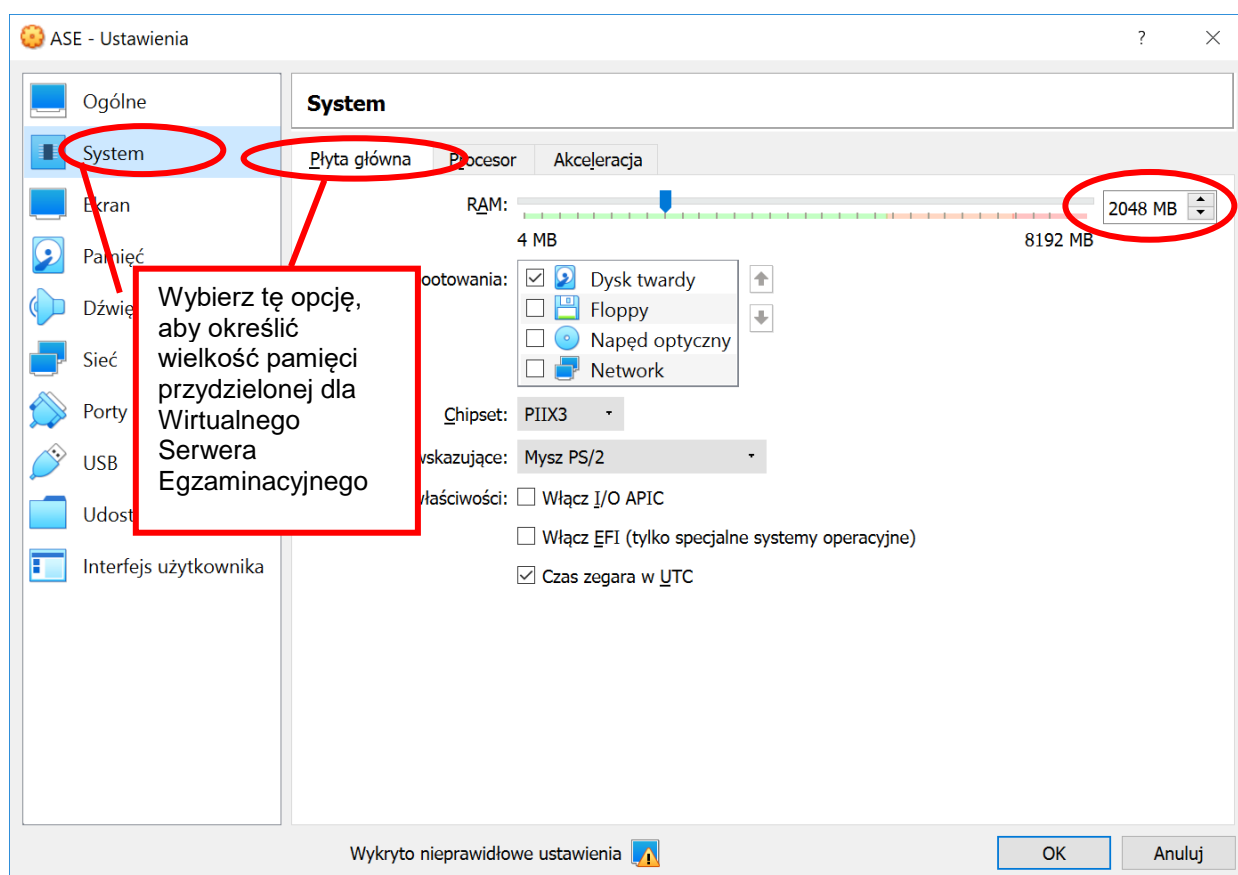 ASE - Ustawienia
?
Ogólne
System
Ekran
Pamięć
Dźwię
Sieć
Porty
USB
Udost
Interfejs użytkownika
System
Płyta główna Procesor Akceleracja
RAM: 2048 MB
4 MB 8192 MB
ootowania:
Dysk twardy
Floppy
Napęd optyczny
Network
Chipset: PIIX3
wskazujące: Mysz PS/2
właściwości: Włącz I/O APIC
Włącz EFI (tylko specjalne systemy operacyjne)
Czas zegara w UTC
Wybierz tę opcję,
aby określić
wielkość pamięci
przydzielonej dla
Wirtualnego
Serwera
Egzaminacyjnego
Wykryto nieprawidłowe ustawienia
OK Anuluj